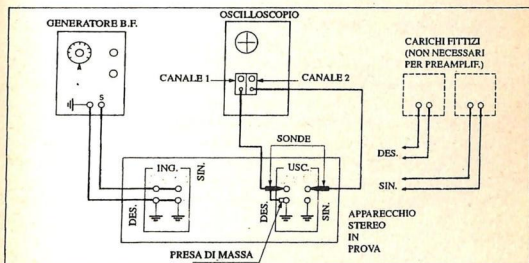 GENERATORE B.F.
S
OSCILLOSCOPIO
CANALE 1
CANALE 2
CARICHI FITTIZI
(NON NECESSARI
PER PREAMPLIF.)
DES.
SIN.
SONDE
ING.
SIN.
DES.
USC.
DES.
SIN.
APPARECCHIO
STEREO
IN
PROVA
PRESA DI MASSA